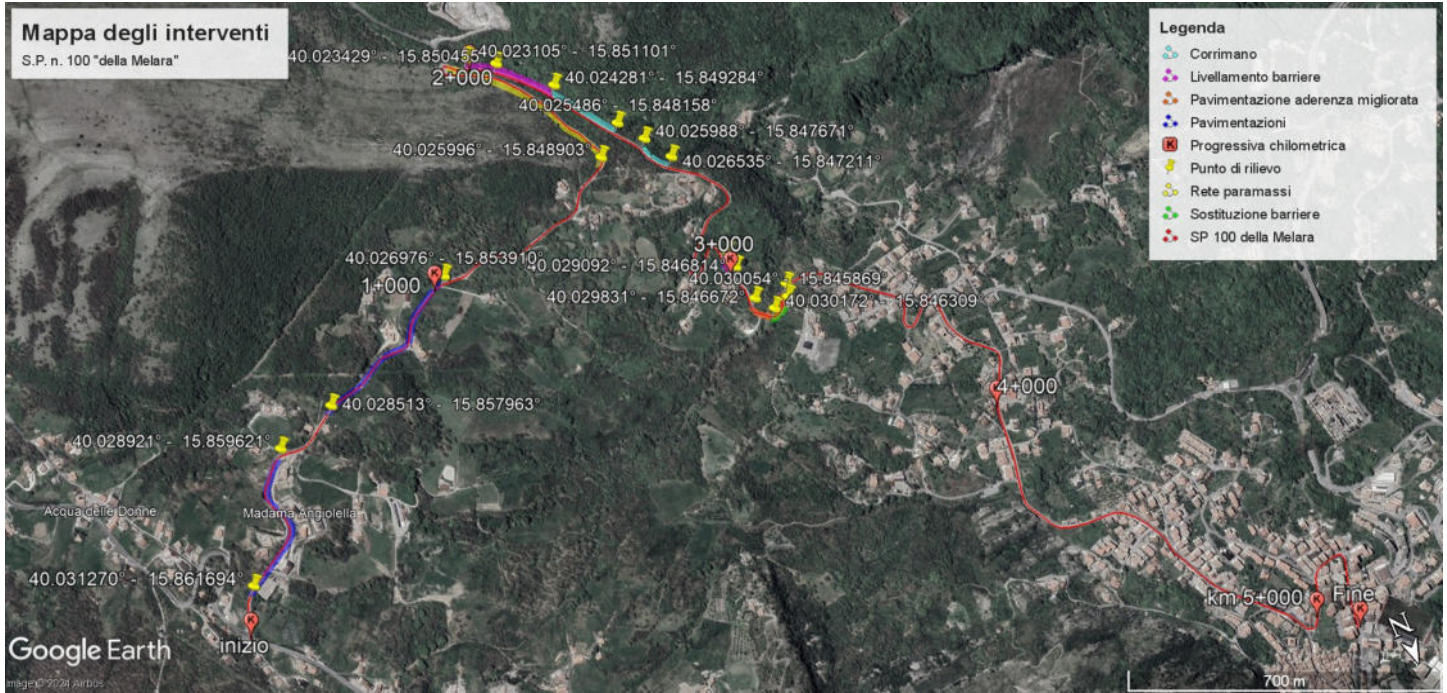 Mappa degli interventi
S.P. n. 100 "della Melara"
Legenda
Corrimano
Livellamento barriere
Pavimentazione aderenza migliorata
Pavimentazioni
K Progressiva chilometrica
Punto di rilievo
Rete paramassi
Sostituzione barriere
SP 100 della Melara
40.023429° - 15.850455
40.023105° - 15.851101°
2+000
40.024281° - 15.849284°
40.025486° - 15.848158°
40.025988° - 15.847671°
40.025996° - 15.848903°
40.026535° - 15.847211°
3+000
40.026976° - 15.853910°
40.029092° - 15.846814°
K
K
1+000
40.030054° - 15.845869°
40.029831° - 15.846672°
40.030172° - 15.846309°
4+000
K
40.028513° - 15.857963°
40.028921° - 15.859621°
Acqua delle Donne
Madama Angiolella
40.031270° - 15.861694°
km 5+000
K
Fine
K
K
inizio
N
Google Earth
Image © 2024 Airbus
700 m